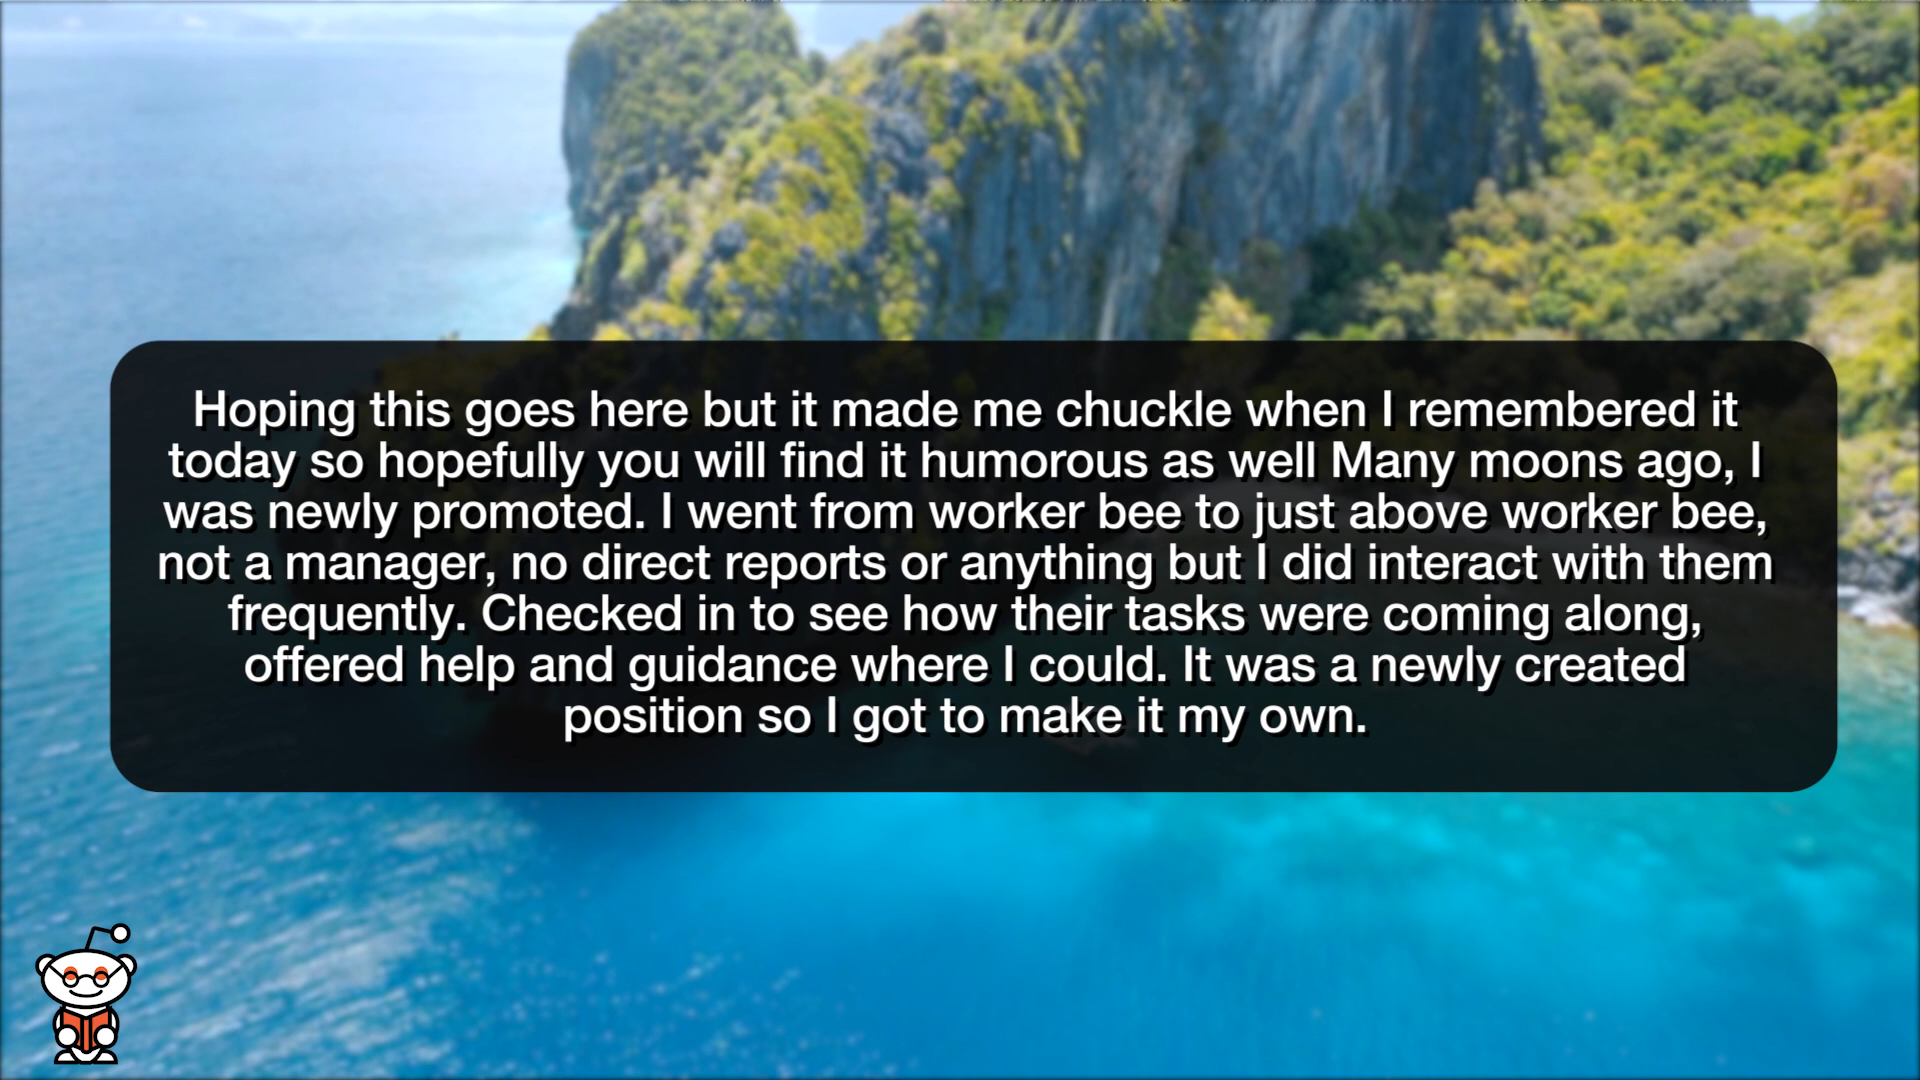 Hoping this goes here but it made me chuckle when I remembered it
today so hopefully you will find it humorous as well Many moons ago, I
was newly promoted. I went from worker bee to just above worker bee,
not a manager, no direct reports or anything but I did interact with them
frequently. Checked in to see how their tasks were coming along,
offered help and guidance where I could. It was a newly created
position so I got to make it my own.